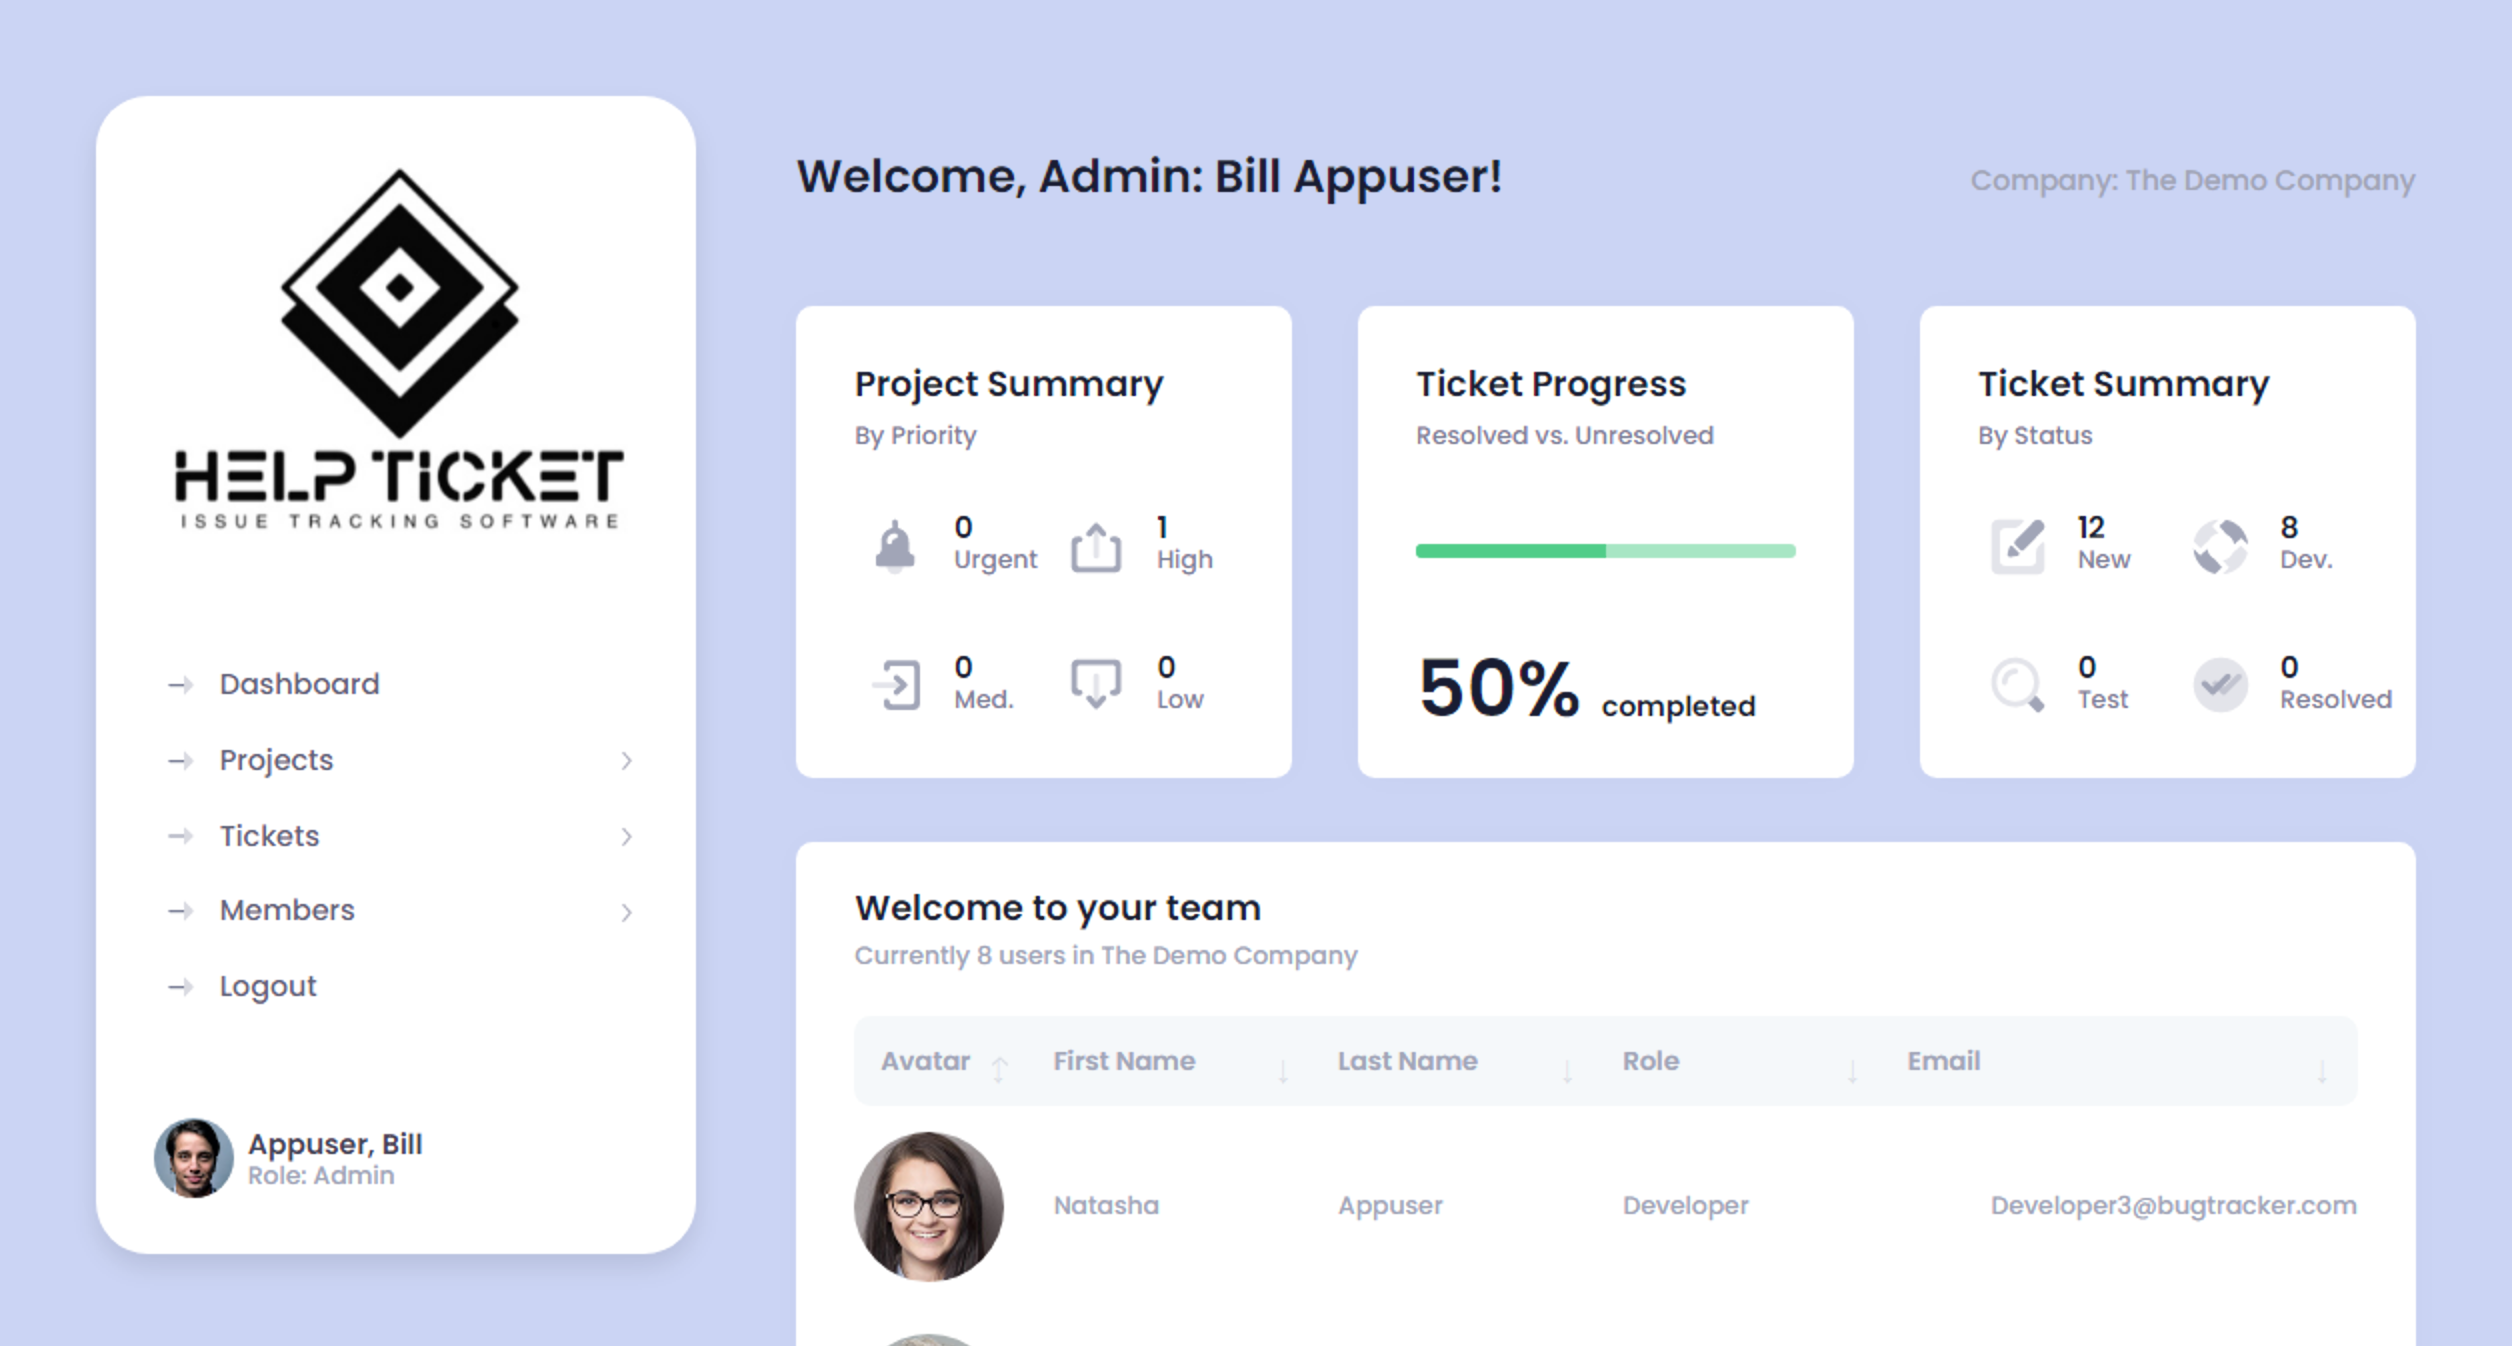 HELP TICKET
ISSUE TRACKING SOFTWARE
Dashboard
Projects
Tickets
Members
Logout
Appuser, Bill
Role: Admin
Welcome, Admin: Bill Appuser!
Company: The Demo Company
Project Summary
By Priority
0
Urgent
1
High
0
Med.
0
Low
Ticket Progress
Resolved vs. Unresolved
50% completed
Ticket Summary
By Status
12
New
8
Dev.
0
Test
0
Resolved
Welcome to your team
Currently 8 users in The Demo Company
Avatar First Name Last Name Role Email
Natasha Appuser Developer Developer3@bugtracker.com